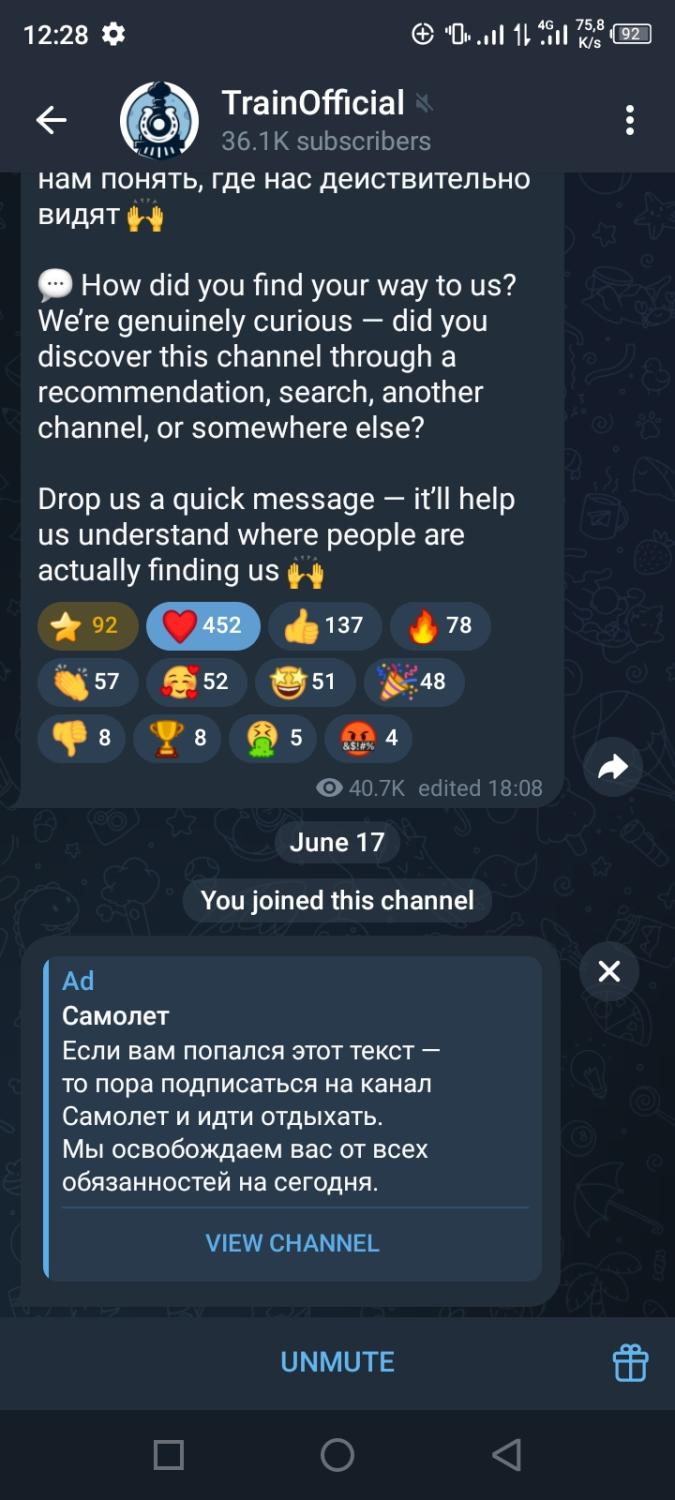 12:28
4G
75,8
K/s
92
TrainOfficial
36.1K subscribers
нам понять, где нас действительно
видят 🙌
💬 How did you find your way to us?
We’re genuinely curious — did you
discover this channel through a
recommendation, search, another
channel, or somewhere else?
Drop us a quick message — it’ll help
us understand where people are
actually finding us 🙌
⭐ 92 ❤️ 452 👍 137 🔥 78
👏 57 🥰 52 🤩 51 🎉 48
👎 8 🏆 8 🤮 5 🤬 4
40.7K edited 18:08
June 17
You joined this channel
Ad
Самолет
Если вам попался этот текст —
то пора подписаться на канал
Самолет и идти отдыхать.
Мы освобождаем вас от всех
обязанностей на сегодня.
VIEW CHANNEL
UNMUTE